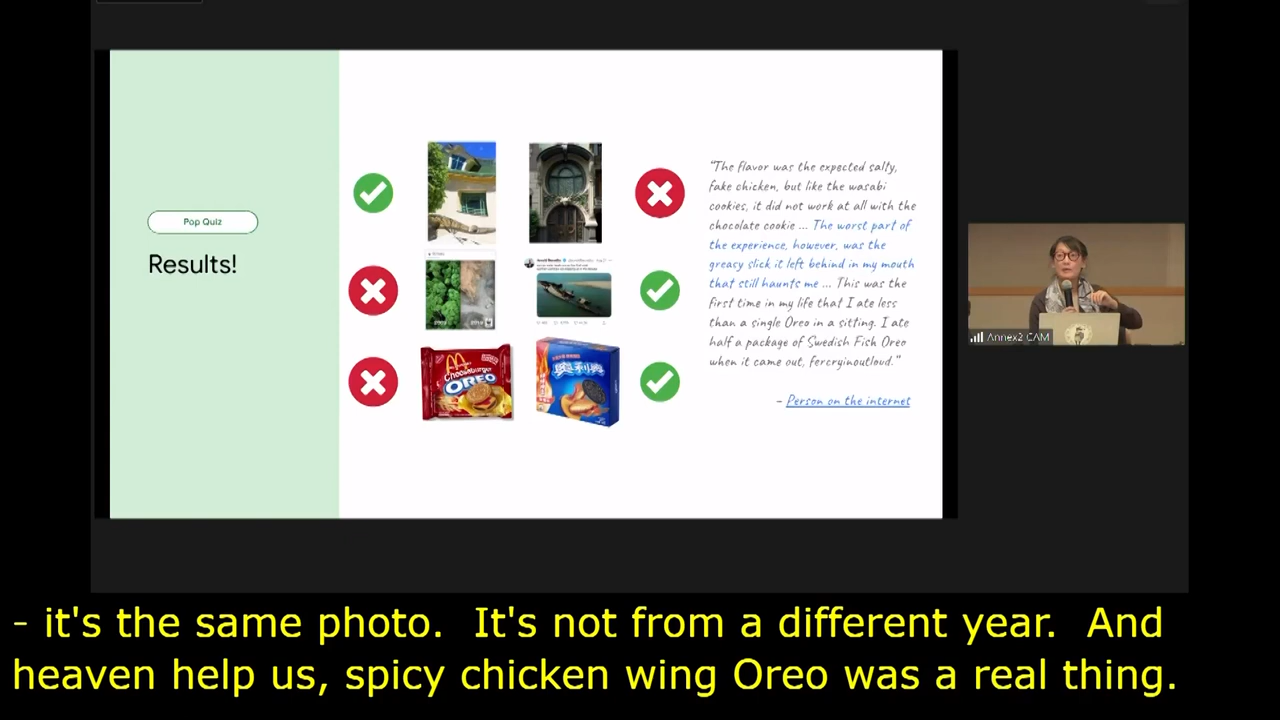 Pop Quiz
Results!
2009
2019
OREO
奥利奥
"The flavor was the expected salty,
fake chicken, but like the wasabi
cookies, it did not work at all with the
chocolate cookie ... The worst part of
the experience, however, was the
greasy slick it left behind in my mouth
that still haunts me ... This was the
first time in my life that I ate less
than a single Oreo in a sitting. I ate
half a package of Swedish Fish Oreo
when it came out, fercryinoutloud."
– Person on the internet
Annex2 CAM
- it's the same photo.  It's not from a different year.  And
heaven help us, spicy chicken wing Oreo was a real thing.